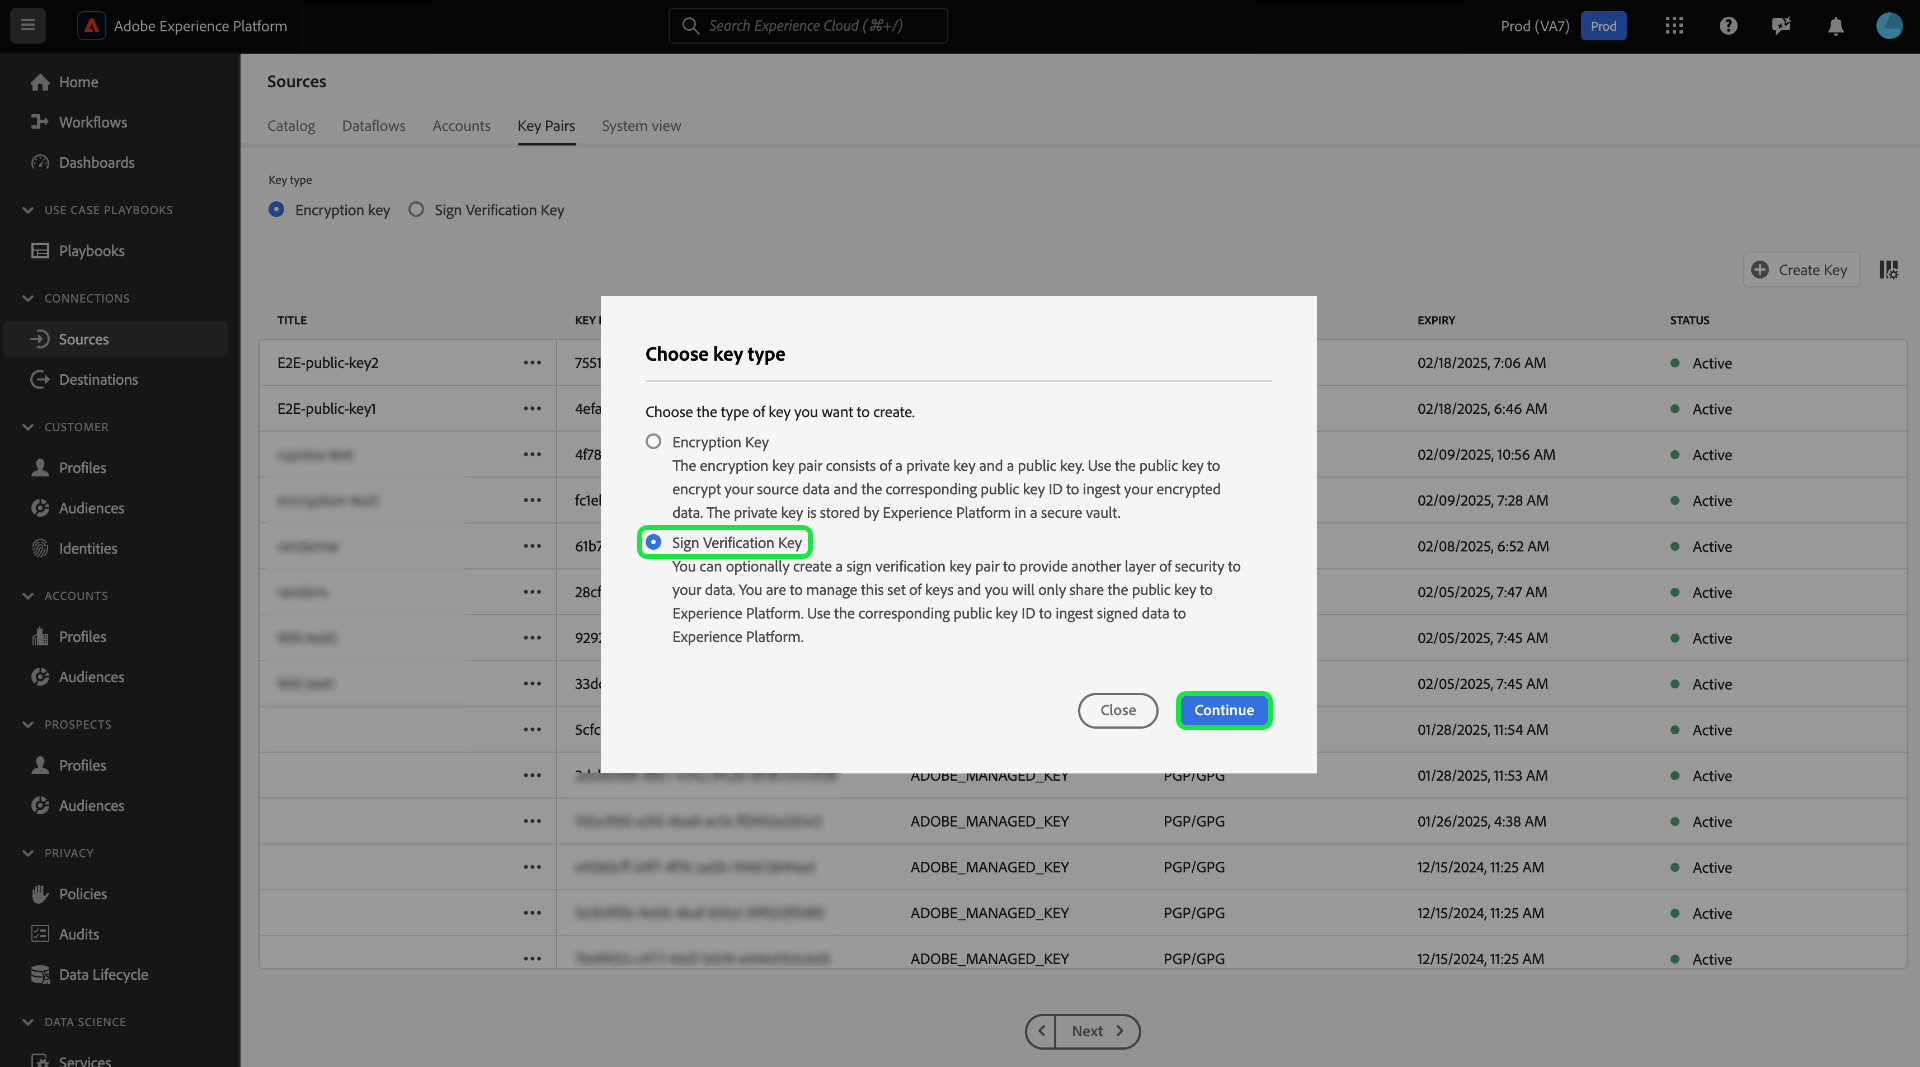 Adobe Experience Platform
Search Experience Cloud (⌘+/)
Prod (VA7)
Prod
Home
Workflows
Dashboards
USE CASE PLAYBOOKS
Playbooks
CONNECTIONS
Sources
Destinations
CUSTOMER
Profiles
Audiences
Identities
ACCOUNTS
Profiles
Audiences
PROSPECTS
Profiles
Audiences
PRIVACY
Policies
Audits
Data Lifecycle
DATA SCIENCE
Services
Sources
Catalog Dataflows Accounts Key Pairs System view
Key type
Encryption key Sign Verification Key
Create Key
TITLE KEY EXPIRY STATUS
E2E-public-key2 ••• 7551 02/18/2025, 7:06 AM Active
E2E-public-key1 ••• 4efa 02/18/2025, 6:46 AM Active
••• 4f78 02/09/2025, 10:56 AM Active
••• 02/09/2025, 7:28 AM Active
••• 61b7 02/08/2025, 6:52 AM Active
••• 28cf 02/05/2025, 7:47 AM Active
••• 9292 02/05/2025, 7:45 AM Active
••• 33dc 02/05/2025, 7:45 AM Active
••• 5cfc 01/28/2025, 11:54 AM Active
••• ADOBE_MANAGED_KEY PGP/GPG 01/28/2025, 11:53 AM Active
••• ADOBE_MANAGED_KEY PGP/GPG 01/26/2025, 4:38 AM Active
••• ADOBE_MANAGED_KEY PGP/GPG 12/15/2024, 11:25 AM Active
••• ADOBE_MANAGED_KEY PGP/GPG 12/15/2024, 11:25 AM Active
••• ADOBE_MANAGED_KEY PGP/GPG 12/15/2024, 11:25 AM Active
Next
Choose key type
Choose the type of key you want to create.
Encryption Key
The encryption key pair consists of a private key and a public key. Use the public key to
encrypt your source data and the corresponding public key ID to ingest your encrypted
data. The private key is stored by Experience Platform in a secure vault.
Sign Verification Key
You can optionally create a sign verification key pair to provide another layer of security to
your data. You are to manage this set of keys and you will only share the public key to
Experience Platform. Use the corresponding public key ID to ingest signed data to
Experience Platform.
Close
Continue